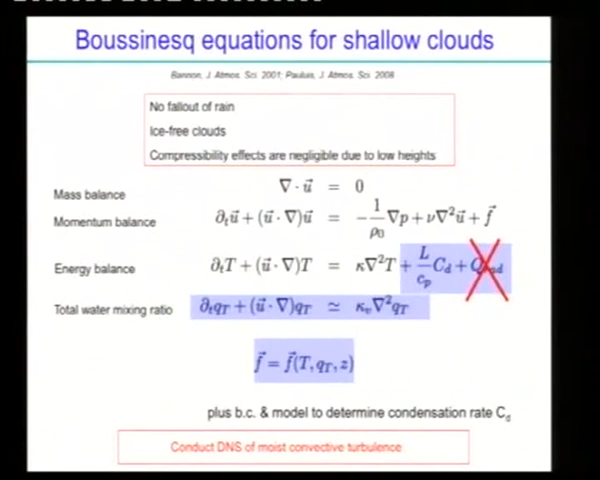 Boussinesq equations for shallow clouds
Bannon, J. Atmos. Sci. 2001; Pauluis, J. Atmos. Sci. 2008
No fallout of rain
Ice-free clouds
Compressibility effects are negligible due to low heights
Mass balance ∇ · u⃗ = 0
Momentum balance ∂ₜu⃗ + (u⃗ · ∇)u⃗ = −(1/ρ₀)∇p + ν∇²u⃗ + f⃗
Energy balance ∂ₜT + (u⃗ · ∇)T = κ∇²T + (L/cₚ)C_d + Q_rad
Total water mixing ratio ∂ₜq_T + (u⃗ · ∇)q_T ≃ κᵥ∇²q_T
f⃗ = f⃗(T, q_T, z)
plus b.c. & model to determine condensation rate C_d
Conduct DNS of moist convective turbulence